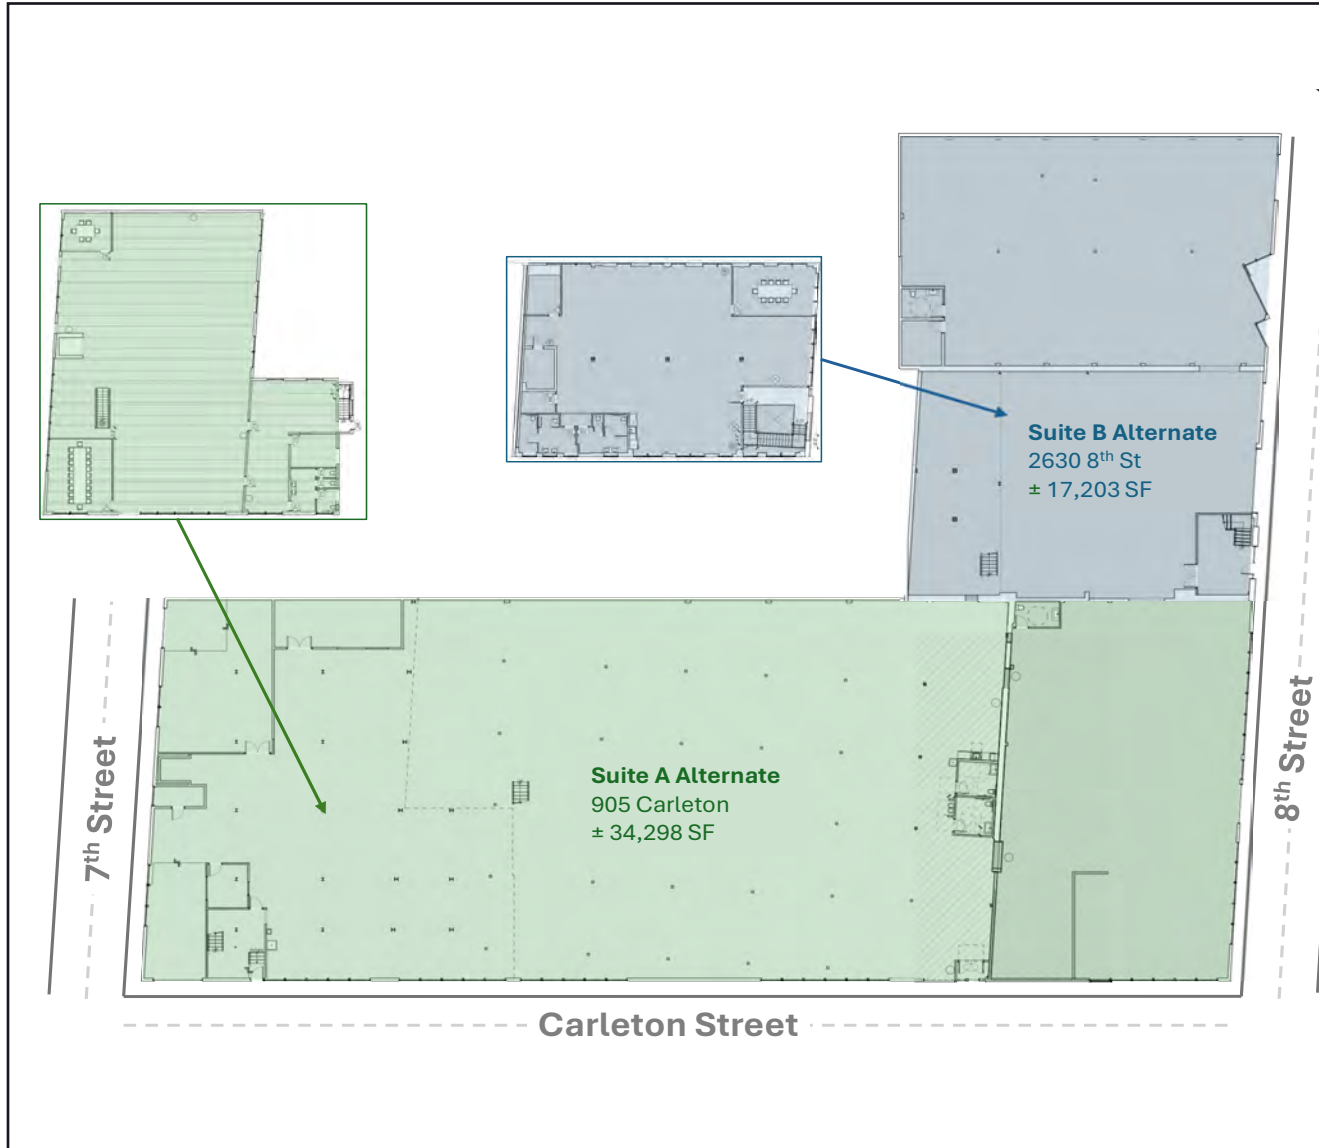 Suite B Alternate
2630 8th St
± 17,203 SF
Suite A Alternate
905 Carleton
± 34,298 SF
7th Street
8th Street
Carleton Street